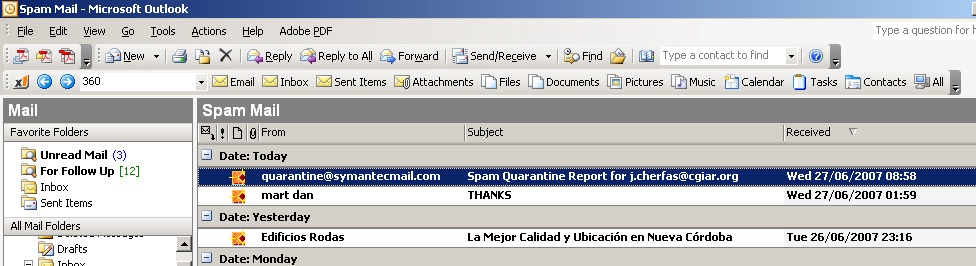 Spam Mail - Microsoft Outlook
File Edit View Go Tools Actions Help Adobe PDF Type a question for h
New Reply Reply to All Forward Send/Receive Find Type a contact to find
360 Email Inbox Sent Items Attachments Files Documents Pictures Music Calendar Tasks Contacts All
Mail Spam Mail
Favorite Folders From Subject Received
Unread Mail (3) Date: Today
For Follow Up [12] quarantine@symantecmail.com Spam Quarantine Report for j.cherfas@cgiar.org Wed 27/06/2007 08:58
Inbox mart dan THANKS Wed 27/06/2007 01:59
Sent Items Date: Yesterday
All Mail Folders Edificios Rodas La Mejor Calidad y Ubicación en Nueva Córdoba Tue 26/06/2007 23:16
Drafts
Inbox Date: Monday